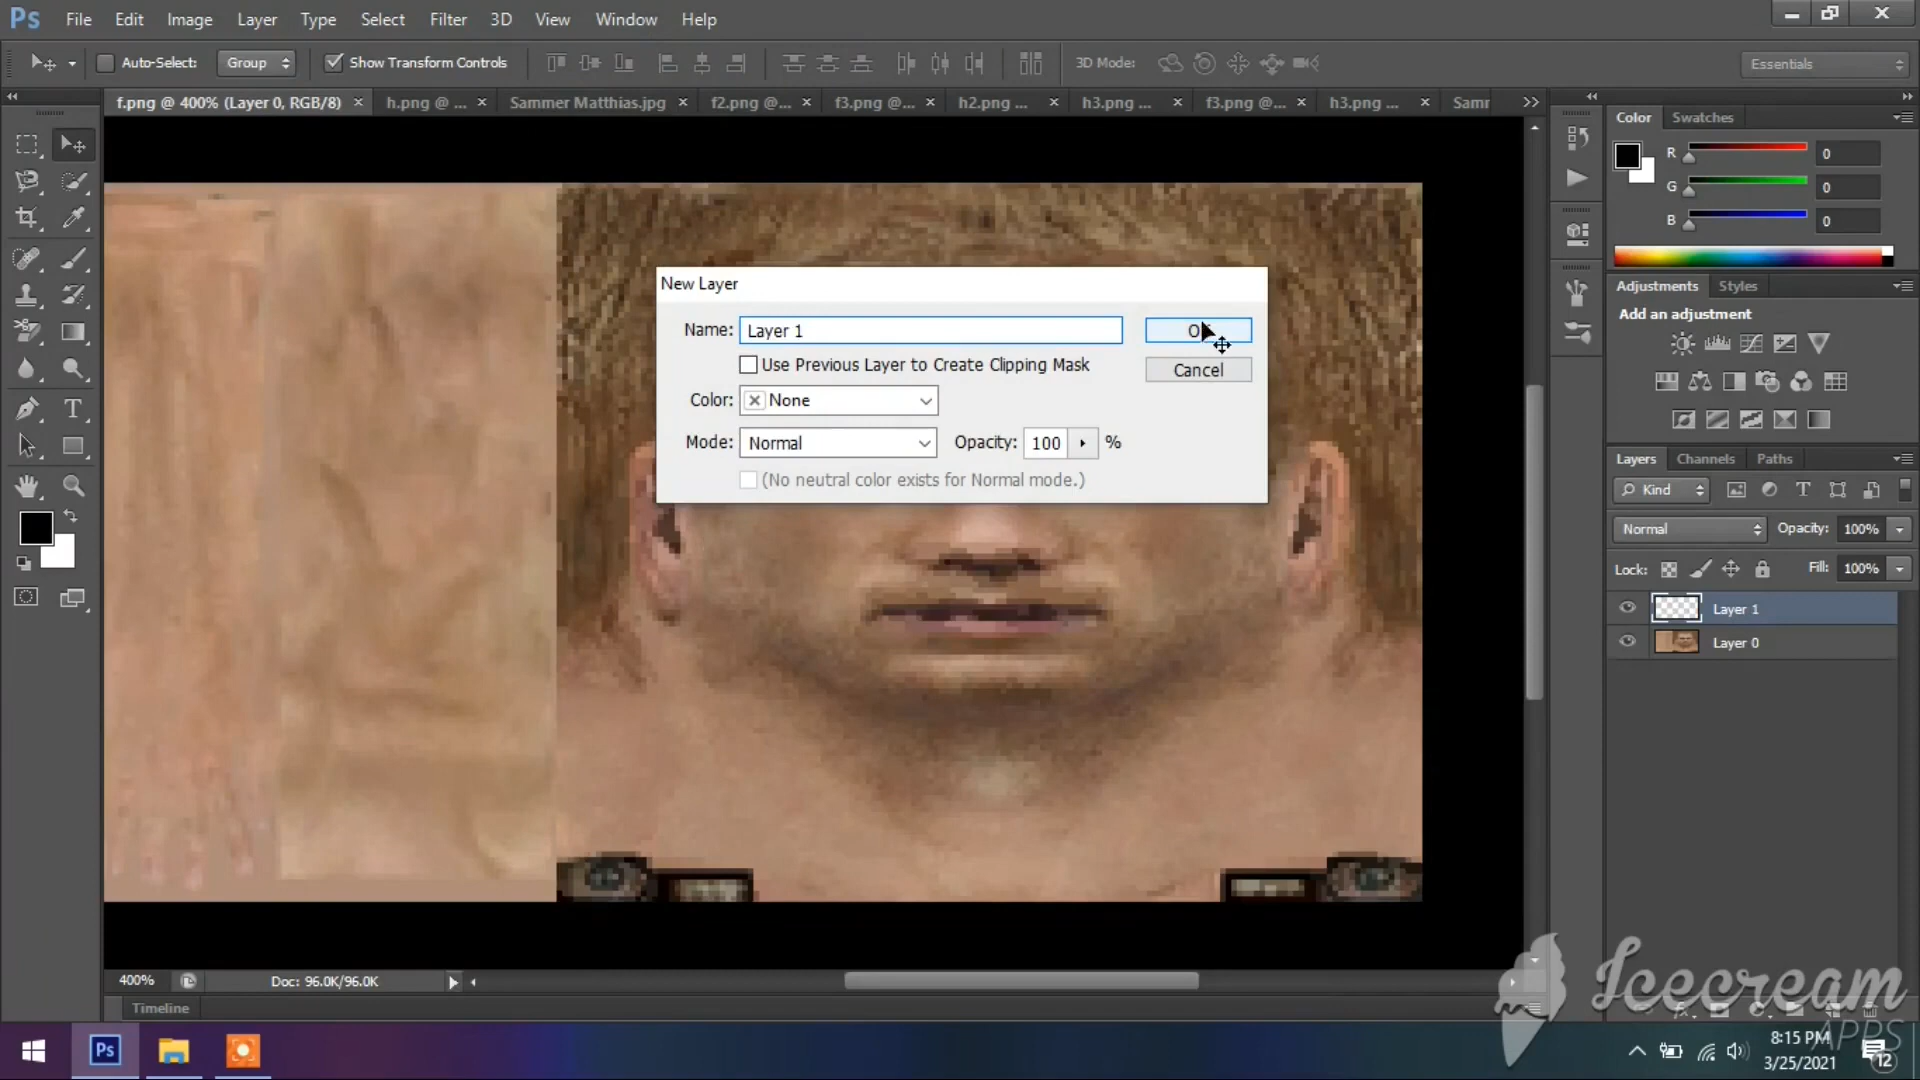 Ps File Edit Image Layer Type Select Filter 3D View Window Help
Auto-Select: Group Show Transform Controls 3D Mode: Essentials
f.png @ 400% (Layer 0, RGB/8) × h.png @ ... × Sammer Matthias.jpg × f2.png @... × f3.png @... × h2.png ... × h3.png ... × f3.png @... × h3.png ... × Samr
Color Swatches
R 0
G 0
B 0
Adjustments Styles
Add an adjustment
New Layer
Name: Layer 1
Use Previous Layer to Create Clipping Mask
Cancel
Color: None
Mode: Normal Opacity: 100 %
(No neutral color exists for Normal mode.)
Layers Channels Paths
Kind
Normal Opacity: 100%
Lock: Fill: 100%
Layer 1
Layer 0
400% Doc: 96.0K/96.0K
Timeline
Icecream
APPS
Ps
8:15 PM
3/25/2021
12